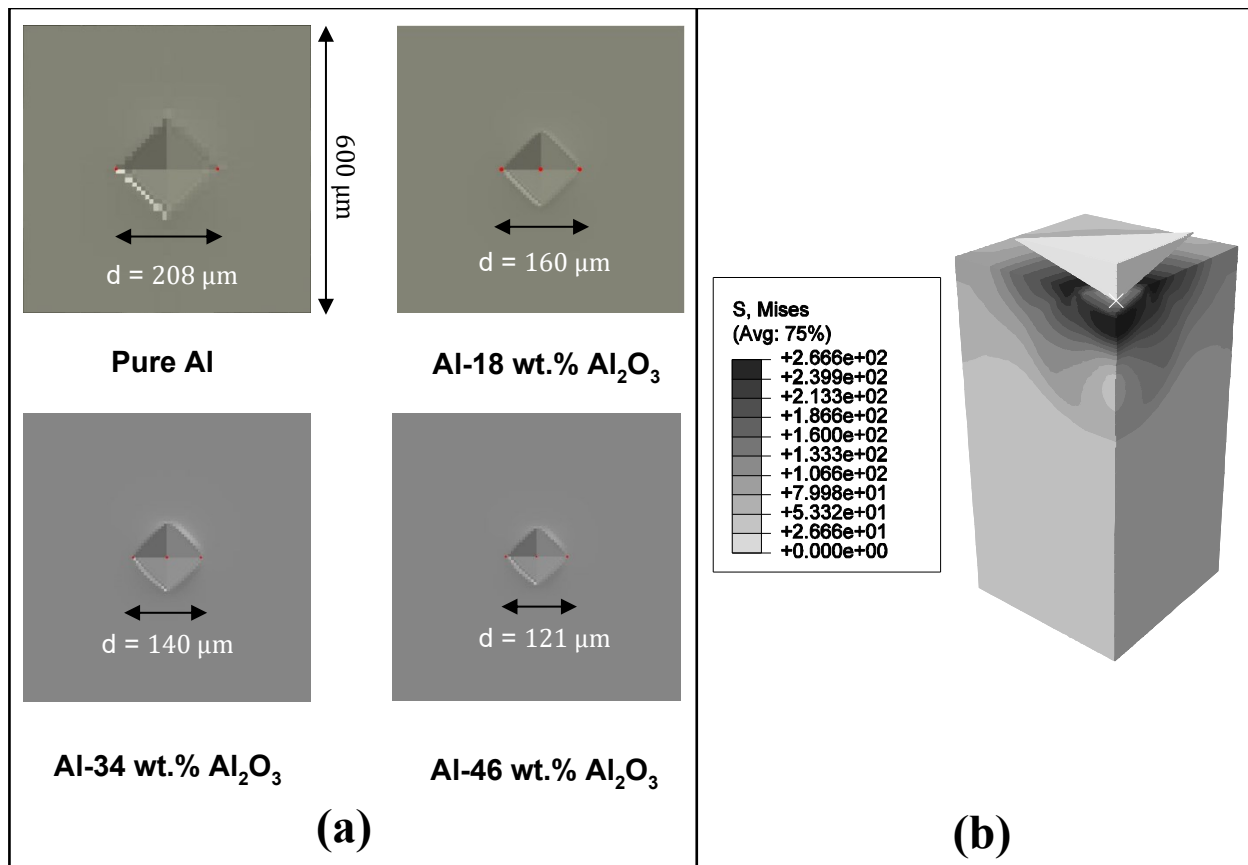 600 μm
d = 208 μm
d = 160 μm
Pure Al
Al-18 wt.% Al₂O₃
d = 140 μm
d = 121 μm
Al-34 wt.% Al₂O₃
Al-46 wt.% Al₂O₃
(a)
S, Mises
(Avg: 75%)
+2.666e+02
+2.399e+02
+2.133e+02
+1.866e+02
+1.600e+02
+1.333e+02
+1.066e+02
+7.998e+01
+5.332e+01
+2.666e+01
+0.000e+00
(b)